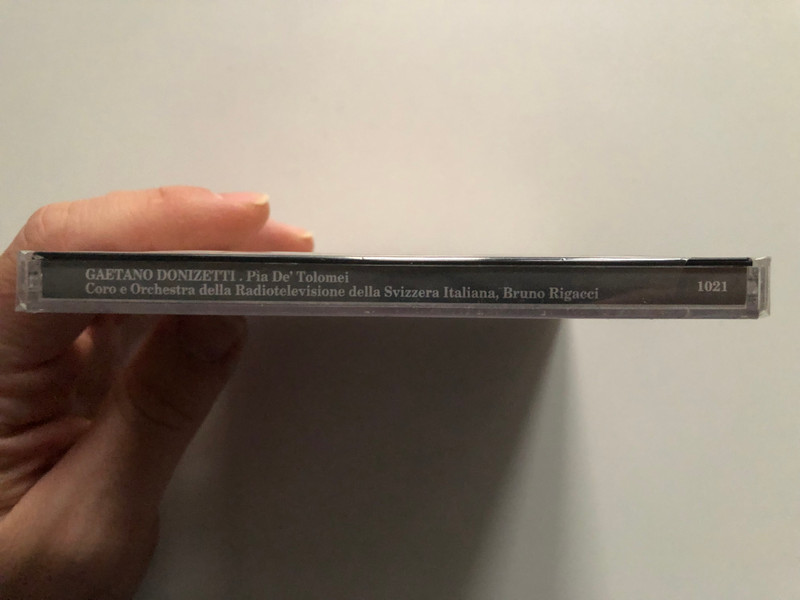 GAETANO DONIZETTI . Pia De' Tolomei
Coro e Orchestra della Radiotelevisione della Svizzera Italiana, Bruno Rigacci
1021